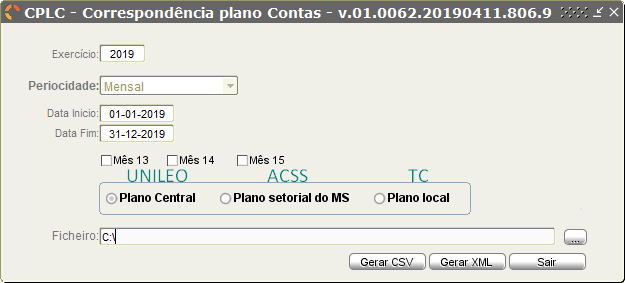 CPLC - Correspondência plano Contas - v.01.0062.20190411.806.9
Exercício: 2019
Periocidade: Mensal
Data Inicio: 01-01-2019
Data Fim: 31-12-2019
Mês 13 Mês 14 Mês 15
UNILEO ACSS TC
Plano Central Plano setorial do MS Plano local
Ficheiro: C:\
...
Gerar CSV Gerar XML Sair